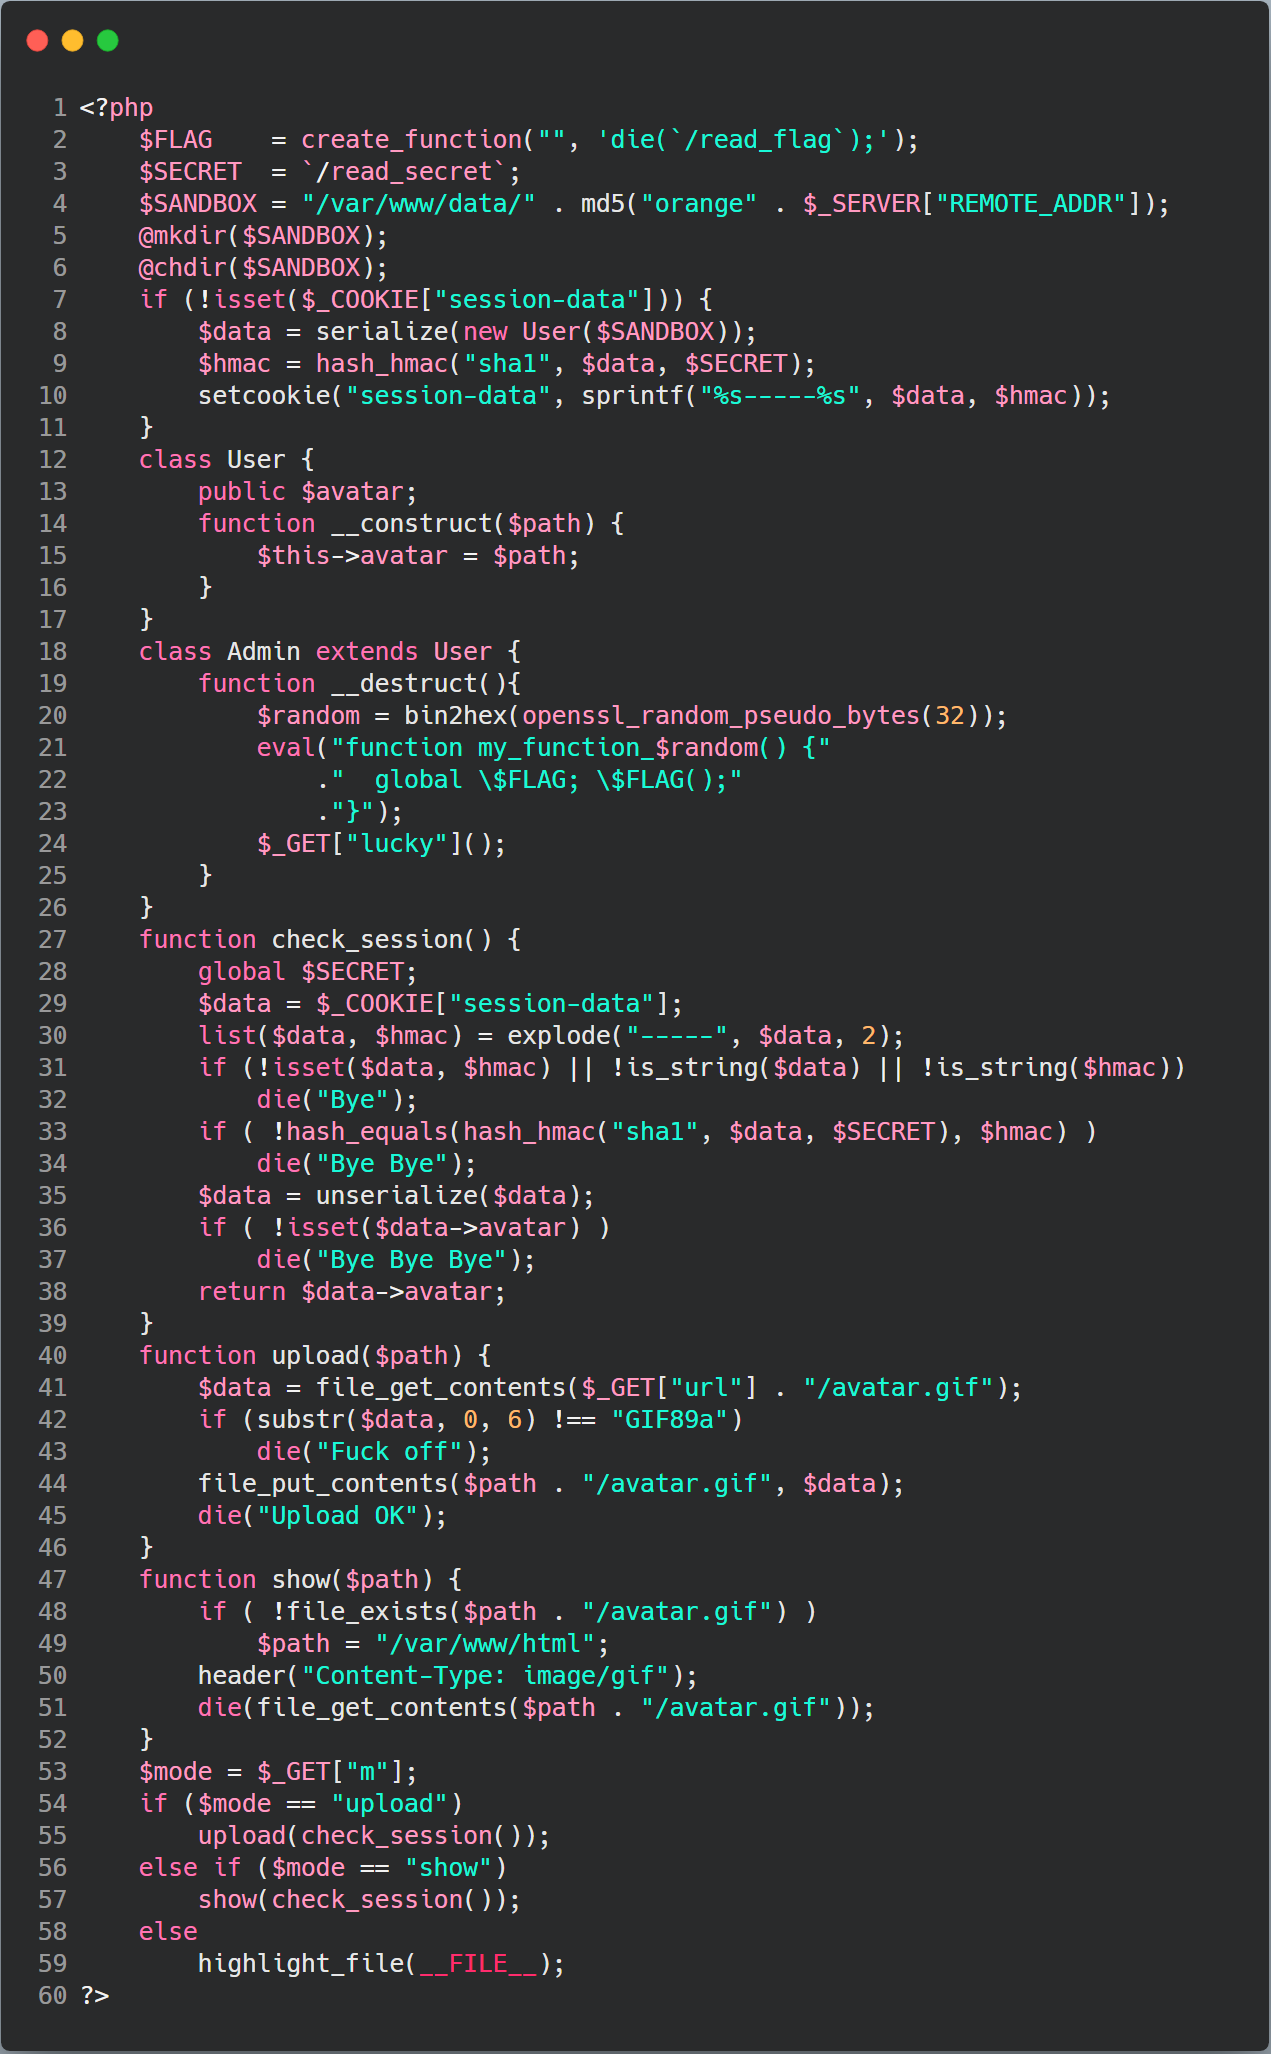 1 <?php
2     $FLAG    = create_function("", 'die(`/read_flag`);');
3     $SECRET  = `/read_secret`;
4     $SANDBOX = "/var/www/data/" . md5("orange" . $_SERVER["REMOTE_ADDR"]);
5     @mkdir($SANDBOX);
6     @chdir($SANDBOX);
7     if (!isset($_COOKIE["session-data"])) {
8         $data = serialize(new User($SANDBOX));
9         $hmac = hash_hmac("sha1", $data, $SECRET);
10         setcookie("session-data", sprintf("%s-----%s", $data, $hmac));
11     }
12     class User {
13         public $avatar;
14         function __construct($path) {
15             $this->avatar = $path;
16         }
17     }
18     class Admin extends User {
19         function __destruct(){
20             $random = bin2hex(openssl_random_pseudo_bytes(32));
21             eval("function my_function_$random() {"
22                 ."  global \$FLAG; \$FLAG();"
23                 ."}");
24             $_GET["lucky"]();
25         }
26     }
27     function check_session() {
28         global $SECRET;
29         $data = $_COOKIE["session-data"];
30         list($data, $hmac) = explode("-----", $data, 2);
31         if (!isset($data, $hmac) || !is_string($data) || !is_string($hmac))
32             die("Bye");
33         if ( !hash_equals(hash_hmac("sha1", $data, $SECRET), $hmac) )
34             die("Bye Bye");
35         $data = unserialize($data);
36         if ( !isset($data->avatar) )
37             die("Bye Bye Bye");
38         return $data->avatar;
39     }
40     function upload($path) {
41         $data = file_get_contents($_GET["url"] . "/avatar.gif");
42         if (substr($data, 0, 6) !== "GIF89a")
43             die("Fuck off");
44         file_put_contents($path . "/avatar.gif", $data);
45         die("Upload OK");
46     }
47     function show($path) {
48         if ( !file_exists($path . "/avatar.gif") )
49             $path = "/var/www/html";
50         header("Content-Type: image/gif");
51         die(file_get_contents($path . "/avatar.gif"));
52     }
53     $mode = $_GET["m"];
54     if ($mode == "upload")
55         upload(check_session());
56     else if ($mode == "show")
57         show(check_session());
58     else
59         highlight_file(__FILE__);
60 ?>